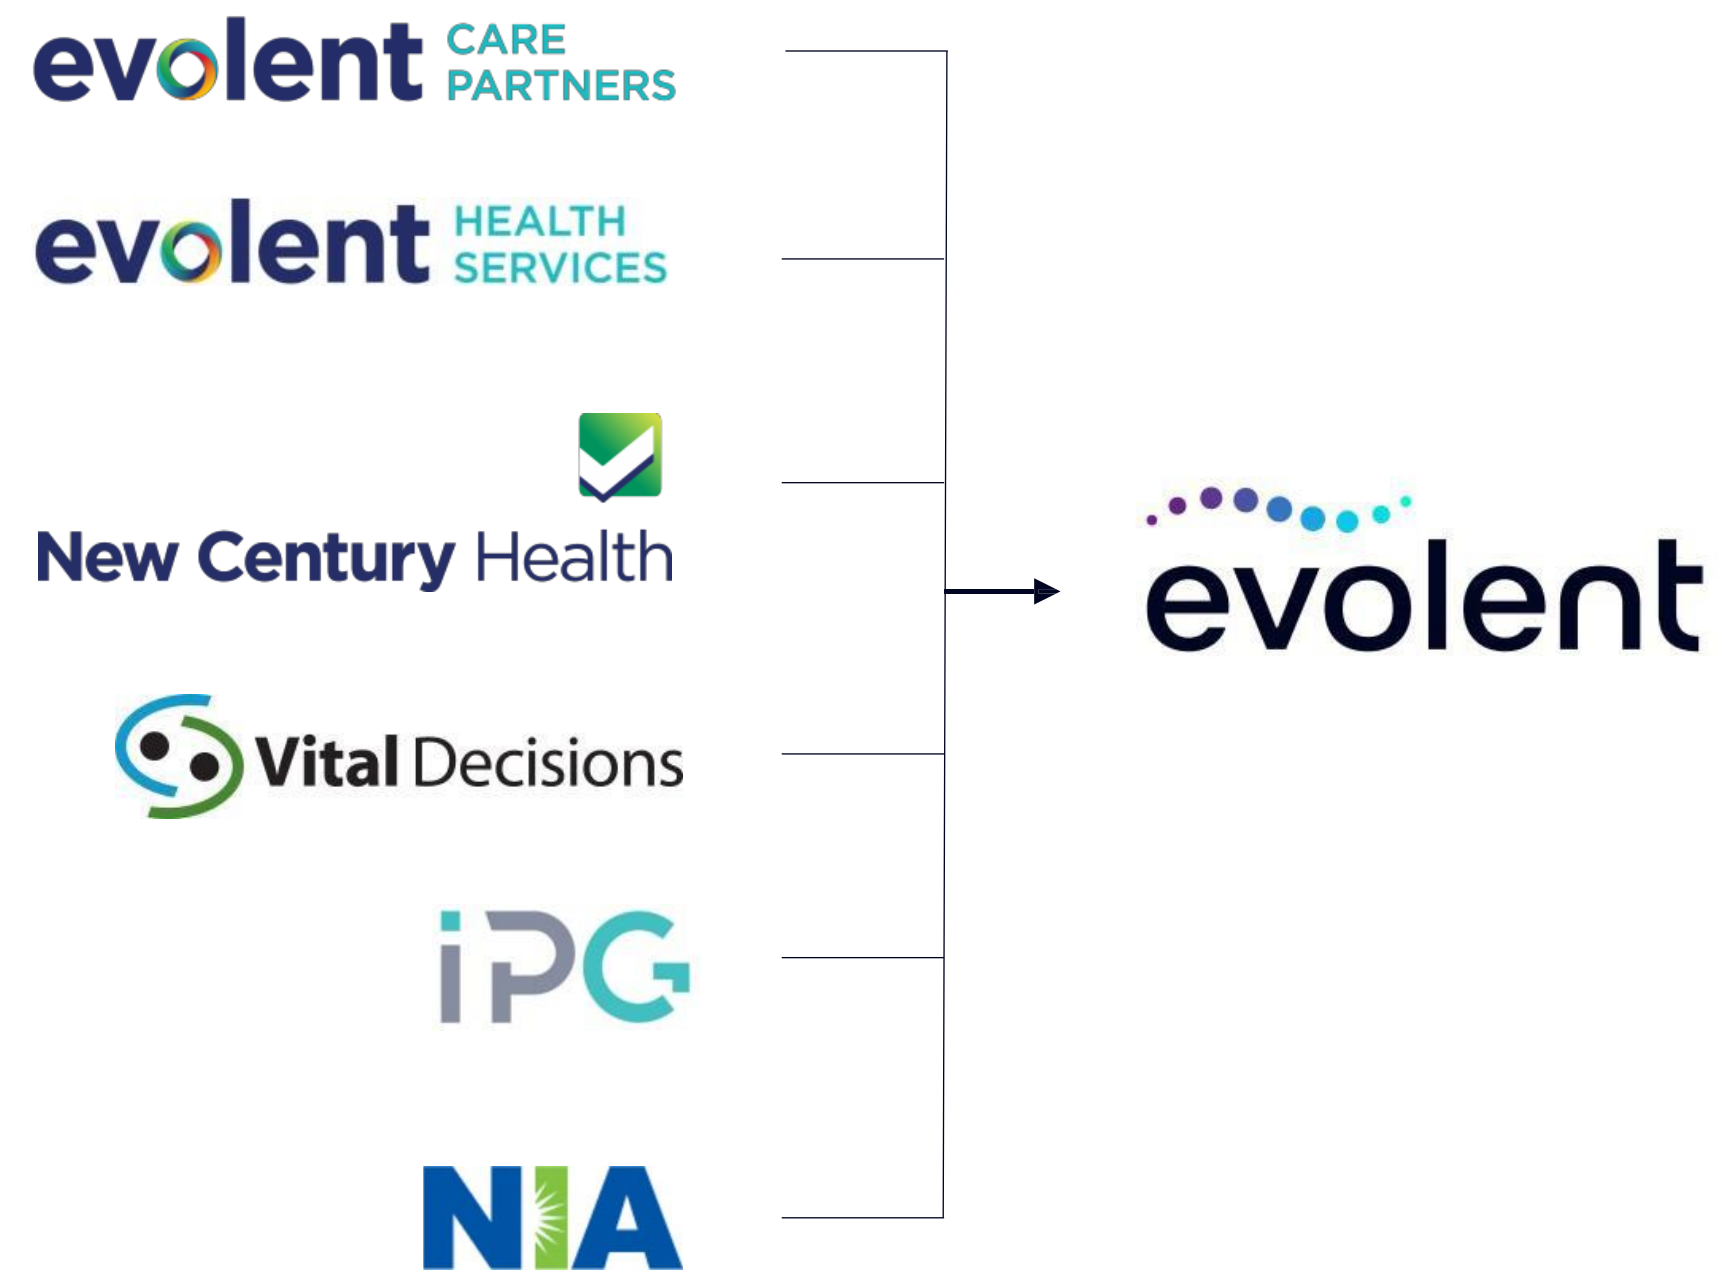 evolent CARE
PARTNERS
evolent HEALTH
SERVICES
New Century Health
Vital Decisions
iPG
NIA
evolent